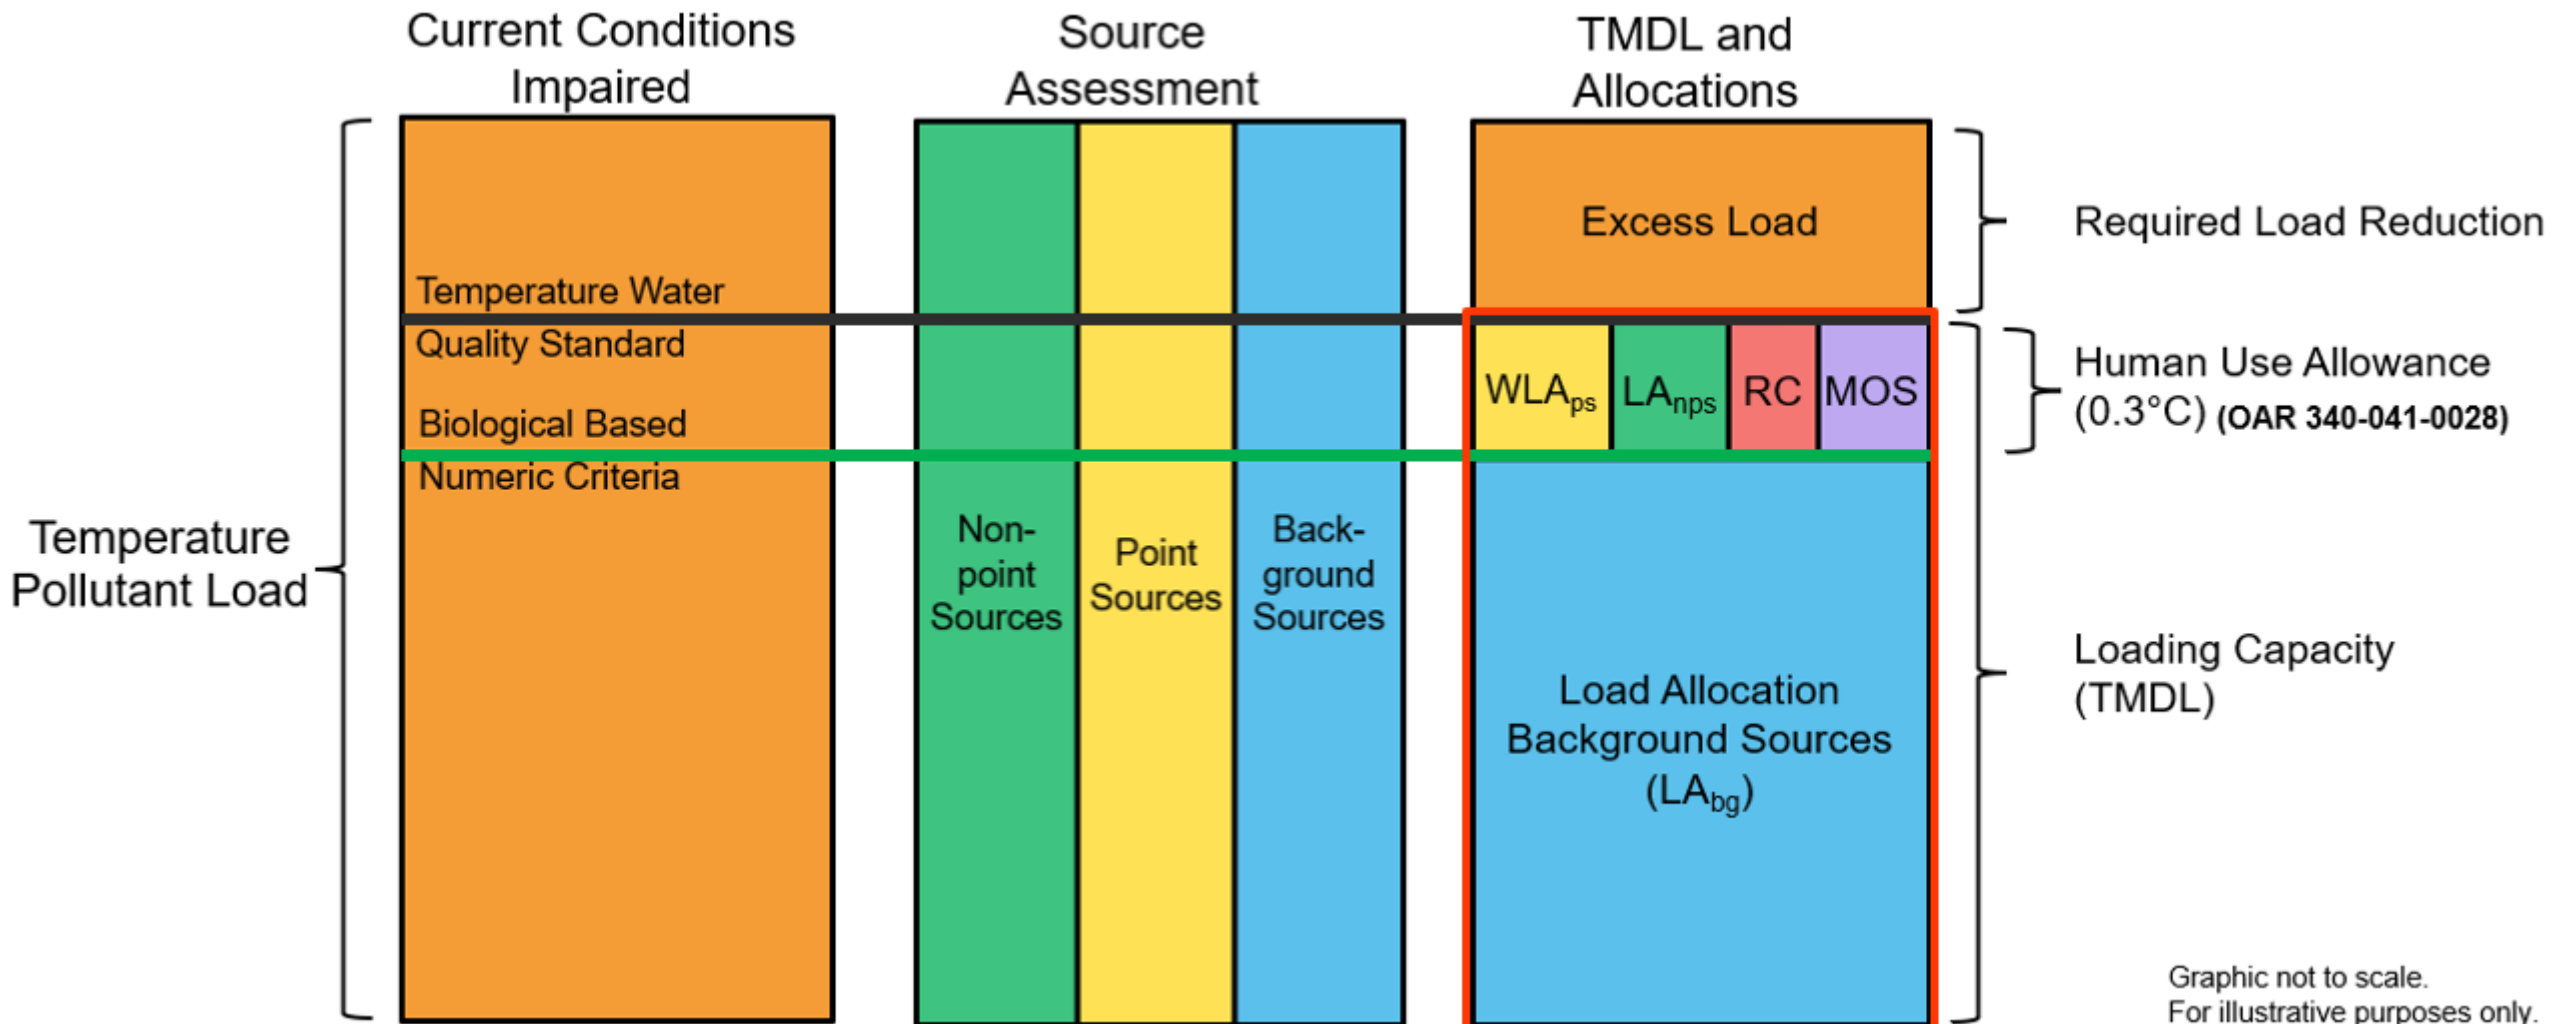 Current Conditions
Impaired
Source
Assessment
TMDL and
Allocations
Temperature
Pollutant Load
Temperature Water
Quality Standard
Biological Based
Numeric Criteria
Non-
point
Sources
Point
Sources
Back-
ground
Sources
Excess Load
WLAps
LAnps
RC
MOS
Load Allocation
Background Sources
(LAbg)
Required Load Reduction
Human Use Allowance
(0.3°C) (OAR 340-041-0028)
Loading Capacity
(TMDL)
Graphic not to scale.
For illustrative purposes only.